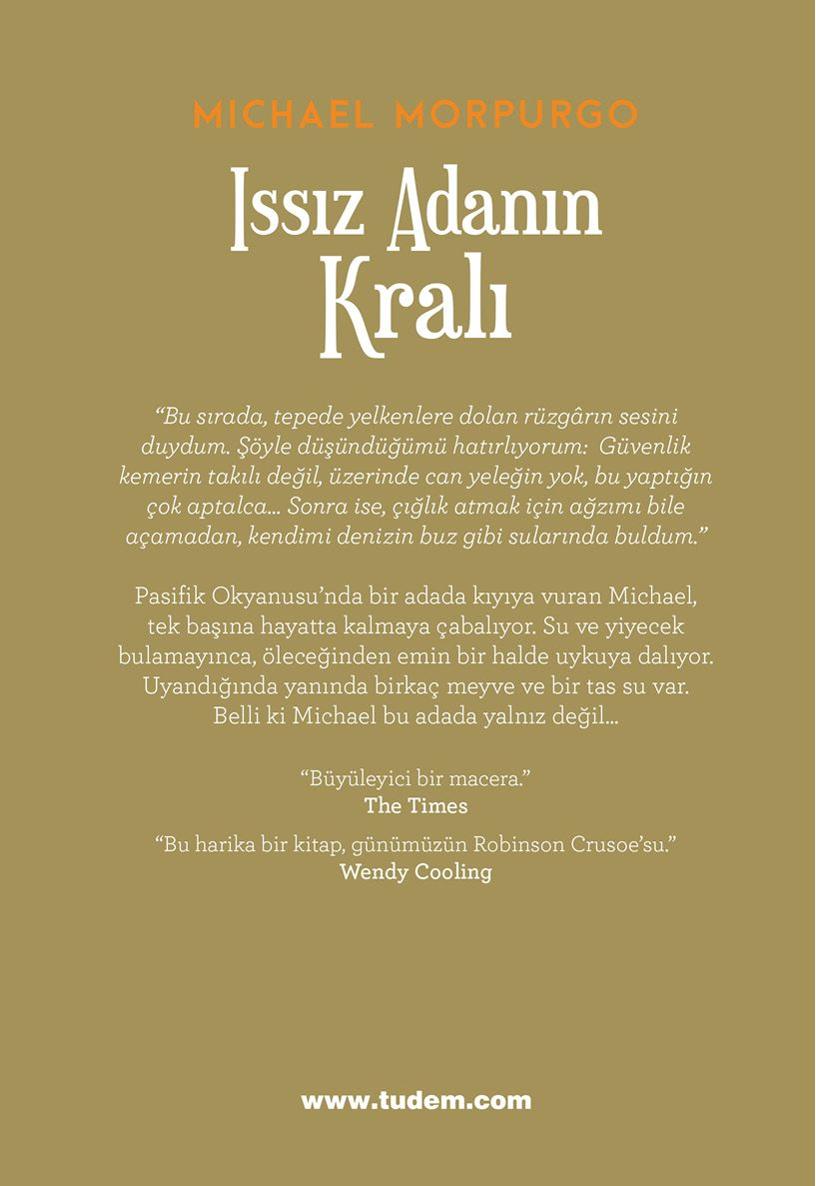 MICHAEL MORPURGO
Issız Adanın
Kralı
“Bu sırada, tepede yelkenlere dolan rüzgârın sesini
duydum. Şöyle düşündüğümü hatırlıyorum: Güvenlik
kemerin takılı değil, üzerinde can yeleğin yok, bu yaptığın
çok aptalca... Sonra ise, çığlık atmak için ağzımı bile
açamadan, kendimi denizin buz gibi sularında buldum.”
Pasifik Okyanusu’nda bir adada kıyıya vuran Michael,
tek başına hayatta kalmaya çabalıyor. Su ve yiyecek
bulamayınca, öleceğinden emin bir halde uykuya dalıyor.
Uyandığında yanında birkaç meyve ve bir tas su var.
Belli ki Michael bu adada yalnız değil...
“Büyüleyici bir macera.”
The Times
“Bu harika bir kitap, günümüzün Robinson Crusoe’su.”
Wendy Cooling
www.tudem.com